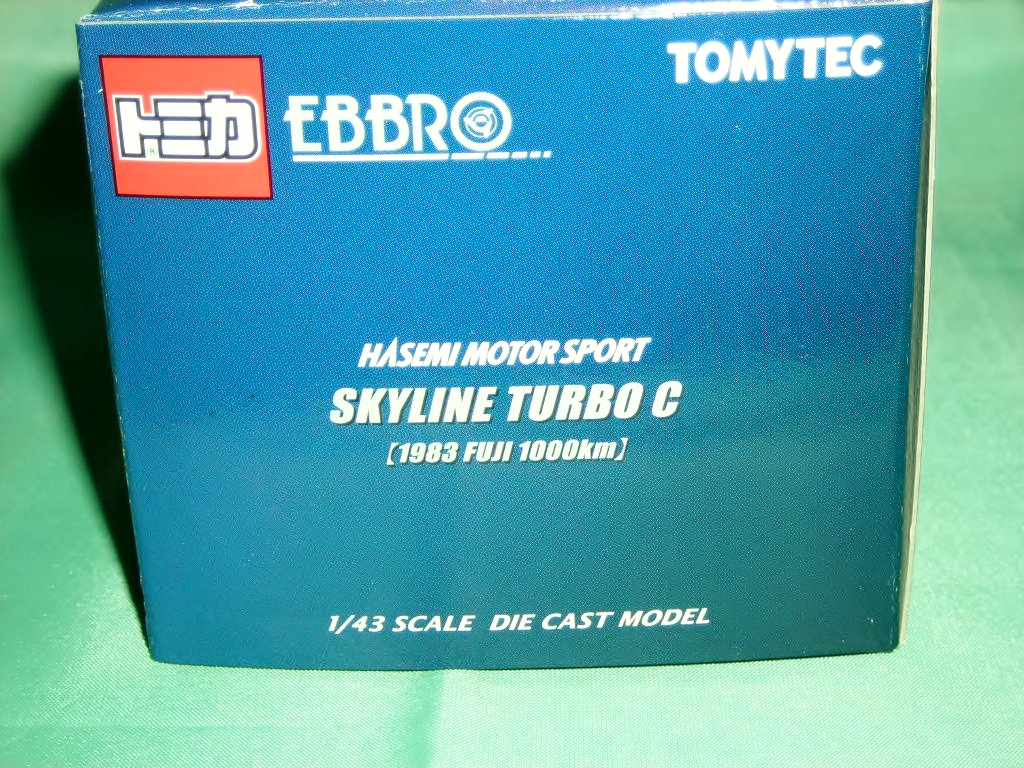 トミカ
EBBRO
TOMYTEC
HASEMI MOTOR SPORT
SKYLINE TURBO C
【1983 FUJI 1000km】
1/43 SCALE DIE CAST MODEL